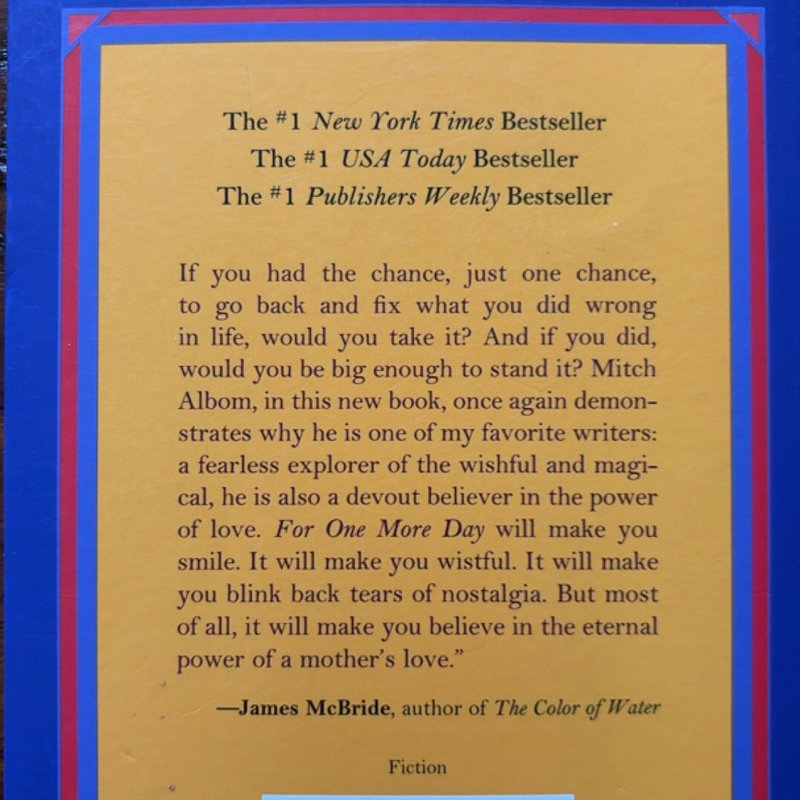 The #1 New York Times Bestseller
The #1 USA Today Bestseller
The #1 Publishers Weekly Bestseller
If you had the chance, just one chance,
to go back and fix what you did wrong
in life, would you take it? And if you did,
would you be big enough to stand it? Mitch
Albom, in this new book, once again demon-
strates why he is one of my favorite writers:
a fearless explorer of the wishful and magi-
cal, he is also a devout believer in the power
of love. For One More Day will make you
smile. It will make you wistful. It will make
you blink back tears of nostalgia. But most
of all, it will make you believe in the eternal
power of a mother’s love.”
—James McBride, author of The Color of Water
Fiction